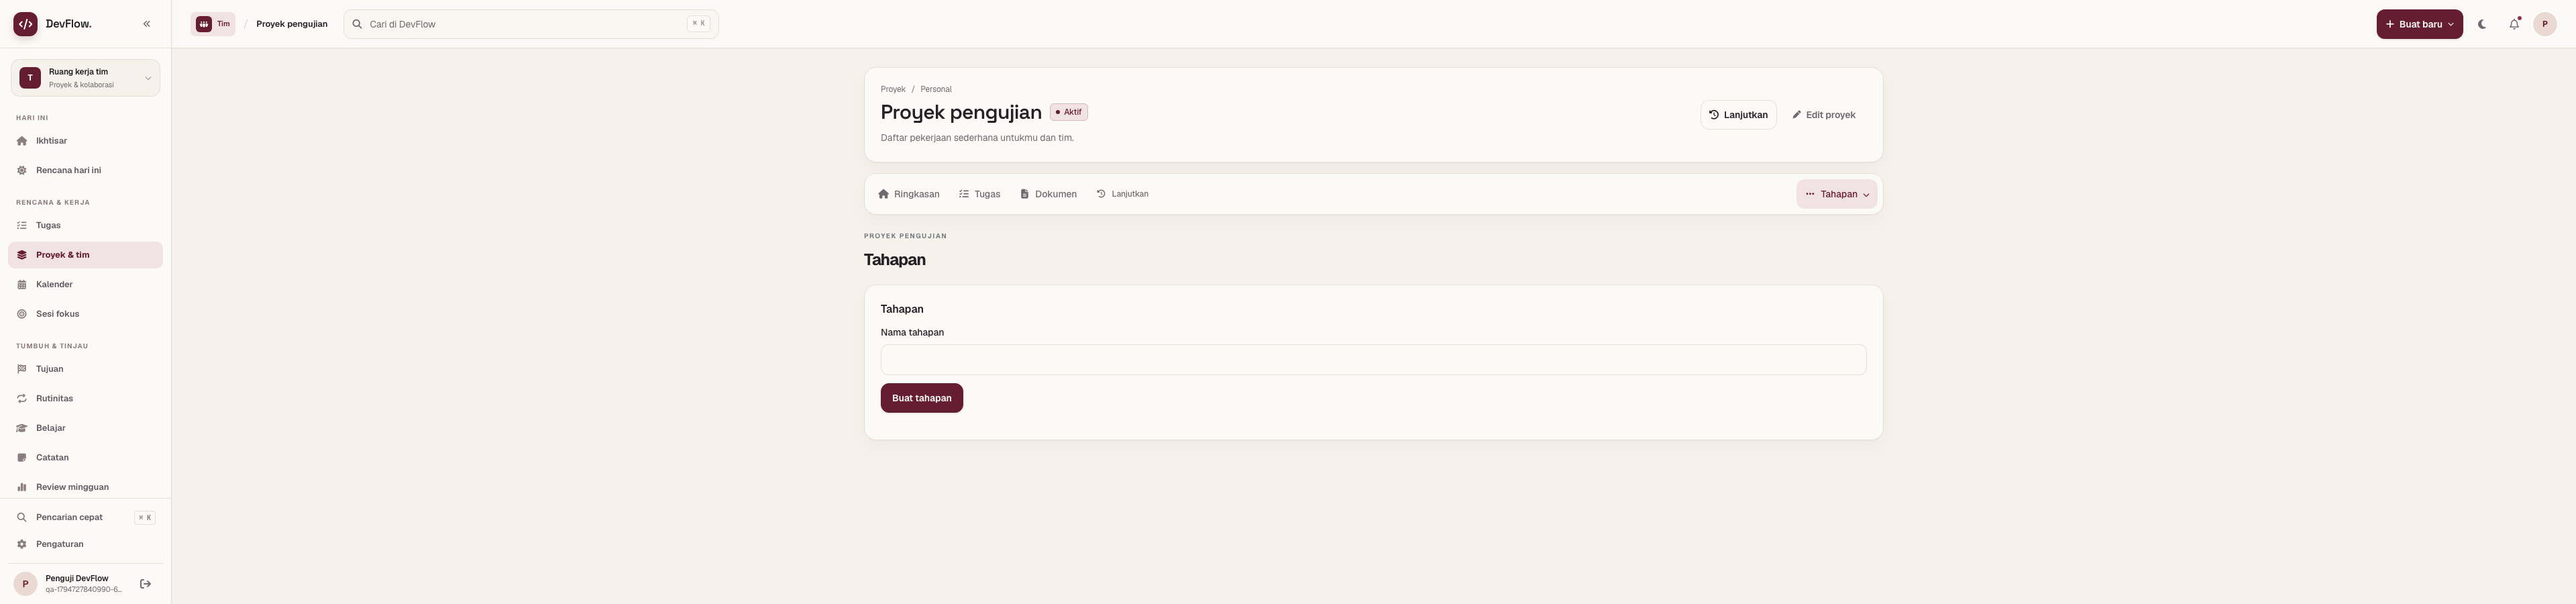 DevFlow.
Tim / Proyek pengujian
Cari di DevFlow
⌘ K
Buat baru
P
T
Ruang kerja tim
Proyek & kolaborasi
HARI INI
Ikhtisar
Rencana hari ini
RENCANA & KERJA
Tugas
Proyek & tim
Kalender
Sesi fokus
TUMBUH & TINJAU
Tujuan
Rutinitas
Belajar
Catatan
Review mingguan
Pencarian cepat
⌘ K
Pengaturan
P
Penguji DevFlow
qa-1794727840990-6...
Proyek / Personal
Proyek pengujian
Aktif
Daftar pekerjaan sederhana untukmu dan tim.
Lanjutkan
Edit proyek
Ringkasan
Tugas
Dokumen
Lanjutkan
Tahapan
PROYEK PENGUJIAN
Tahapan
Tahapan
Nama tahapan
Buat tahapan